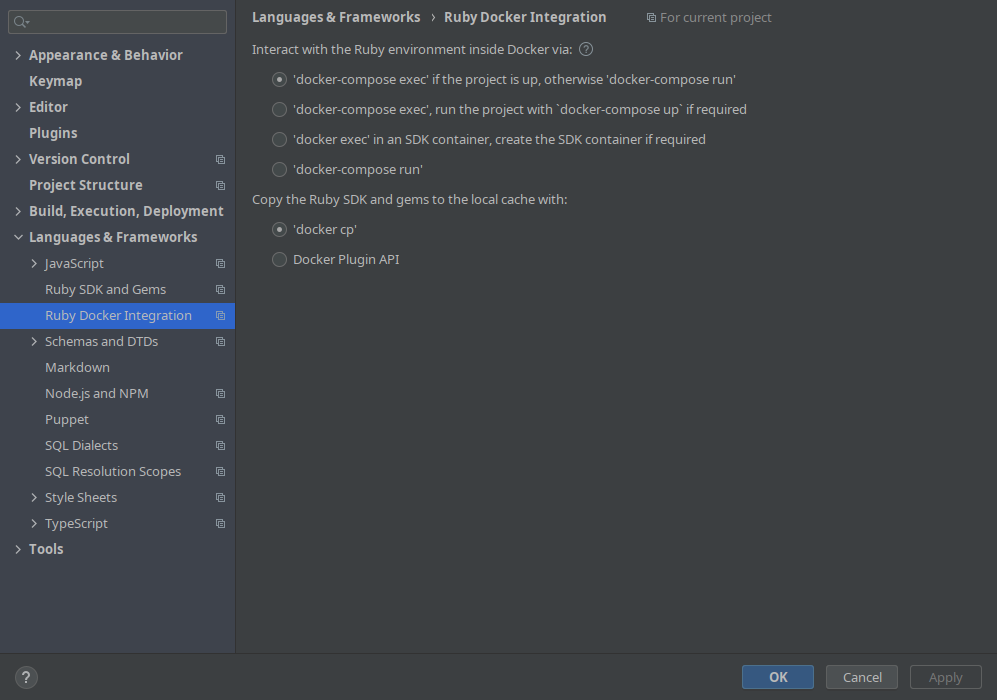 Appearance & Behavior
Keymap
Editor
Plugins
Version Control
Project Structure
Build, Execution, Deployment
Languages & Frameworks
JavaScript
Ruby SDK and Gems
Ruby Docker Integration
Schemas and DTDs
Markdown
Node.js and NPM
Puppet
SQL Dialects
SQL Resolution Scopes
Style Sheets
TypeScript
Tools
?
Languages & Frameworks › Ruby Docker Integration For current project
Interact with the Ruby environment inside Docker via: ?
'docker-compose exec' if the project is up, otherwise 'docker-compose run'
'docker-compose exec', run the project with `docker-compose up` if required
'docker exec' in an SDK container, create the SDK container if required
'docker-compose run'
Copy the Ruby SDK and gems to the local cache with:
'docker cp'
Docker Plugin API
OK Cancel Apply